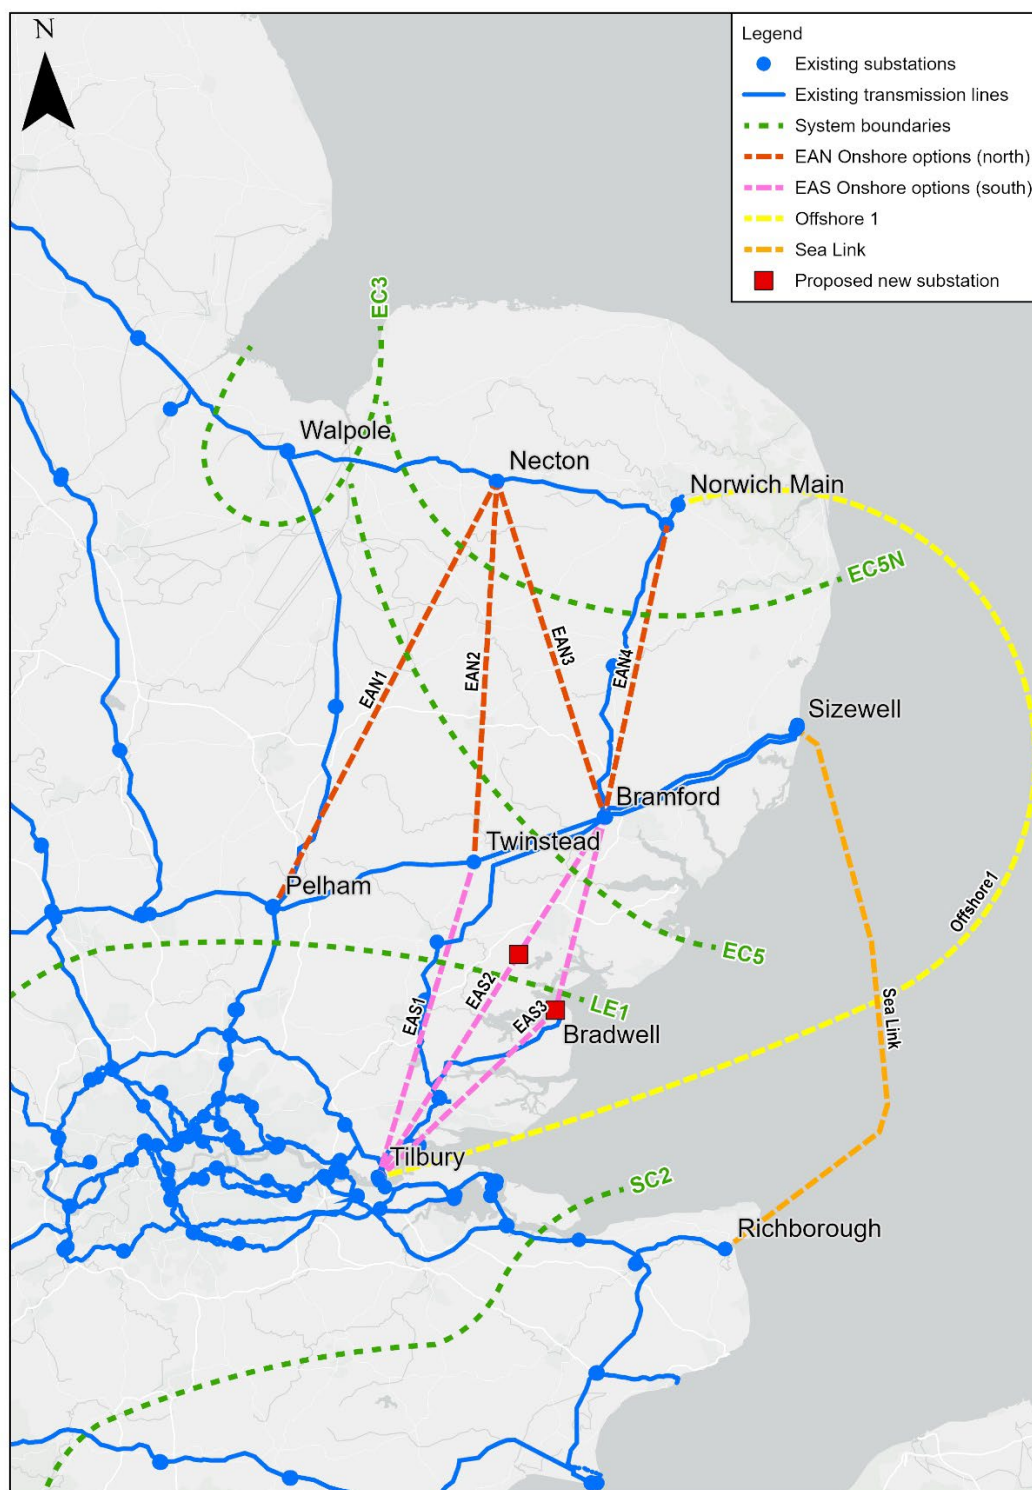 N
Legend
Existing substations
Existing transmission lines
System boundaries
EAN Onshore options (north)
EAS Onshore options (south)
Offshore 1
Sea Link
Proposed new substation
EC3
Walpole
Necton
Norwich Main
EC5N
EAN1
EAN2
EAN3
EAN4
Sizewell
Bramford
Twinstead
Pelham
Offshore1
EC5
EAS1
EAS2
EAS3
LE1
Bradwell
Sea Link
Tilbury
SC2
Richborough